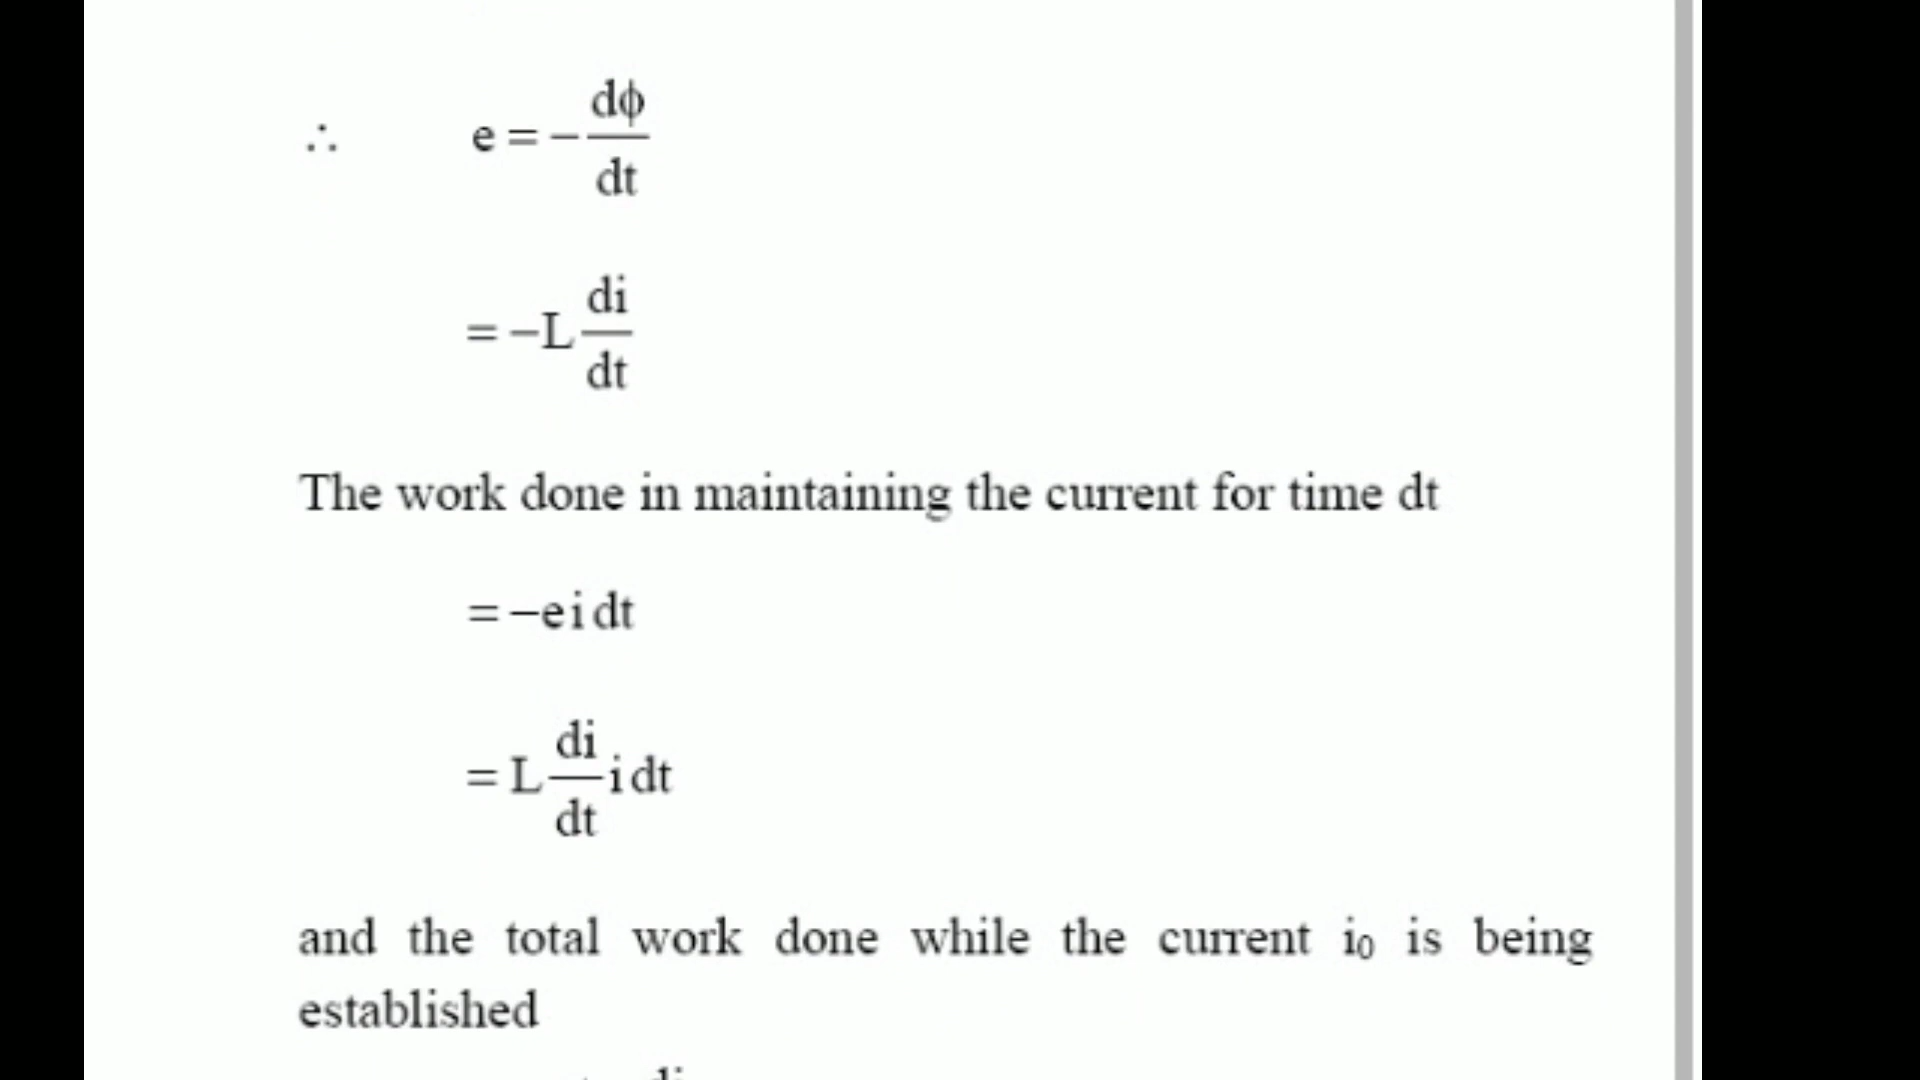 ∴ e = − dϕ/dt
= −L di/dt
The work done in maintaining the current for time dt
= −e i dt
= L di/dt i dt
and the total work done while the current i₀ is being
established